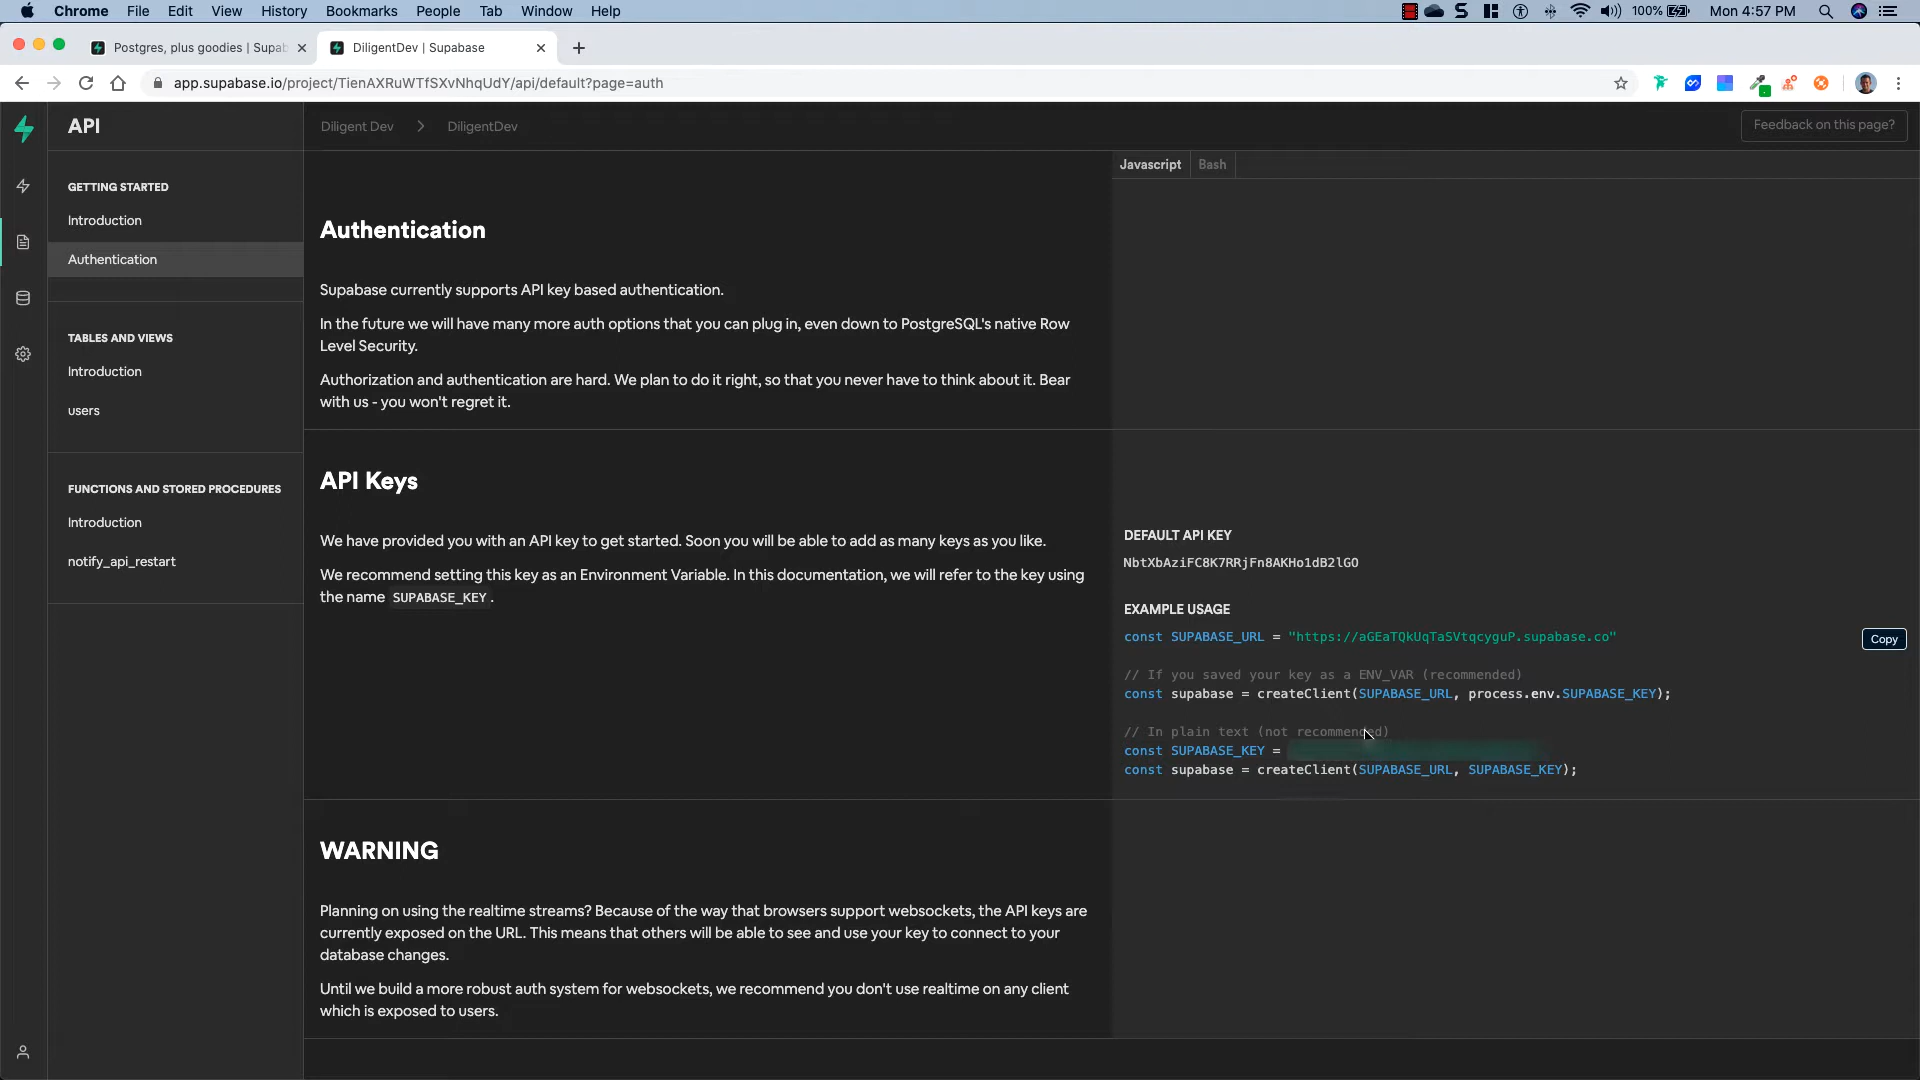 Chrome File Edit View History Bookmarks People Tab Window Help 100% Mon 4:57 PM
Postgres, plus goodies | Supab
DiligentDev | Supabase
app.supabase.io/project/TienAXRuWTfSXvNhqUdY/api/default?page=auth
API
Diligent Dev > DiligentDev
Feedback on this page?
Javascript Bash
GETTING STARTED
Introduction
Authentication
TABLES AND VIEWS
Introduction
users
FUNCTIONS AND STORED PROCEDURES
Introduction
notify_api_restart
Authentication
Supabase currently supports API key based authentication.
In the future we will have many more auth options that you can plug in, even down to PostgreSQL's native Row
Level Security.
Authorization and authentication are hard. We plan to do it right, so that you never have to think about it. Bear
with us - you won't regret it.
API Keys
We have provided you with an API key to get started. Soon you will be able to add as many keys as you like.
We recommend setting this key as an Environment Variable. In this documentation, we will refer to the key using
the name SUPABASE_KEY.
DEFAULT API KEY
NbtXbAziFC8K7RRjFn8AKHo1dB2lGO
EXAMPLE USAGE
const SUPABASE_URL = "https://aGEaTQkUqTaSVtqcyguP.supabase.co"
Copy
// If you saved your key as a ENV_VAR (recommended)
const supabase = createClient(SUPABASE_URL, process.env.SUPABASE_KEY);
// In plain text (not recommended)
const SUPABASE_KEY =
const supabase = createClient(SUPABASE_URL, SUPABASE_KEY);
WARNING
Planning on using the realtime streams? Because of the way that browsers support websockets, the API keys are
currently exposed on the URL. This means that others will be able to see and use your key to connect to your
database changes.
Until we build a more robust auth system for websockets, we recommend you don't use realtime on any client
which is exposed to users.